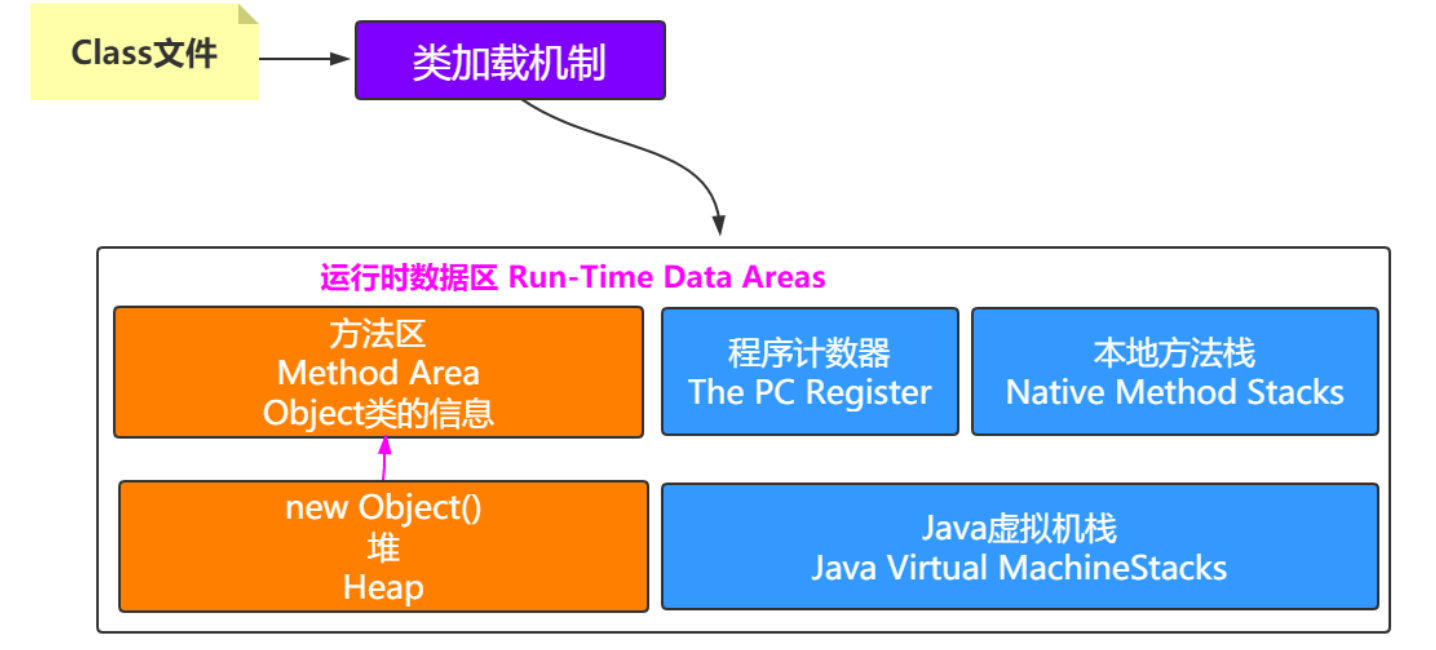 Class文件
类加载机制
运行时数据区 Run-Time Data Areas
方法区
Method Area
Object类的信息
程序计数器
The PC Register
本地方法栈
Native Method Stacks
new Object()
堆
Heap
Java虚拟机栈
Java Virtual MachineStacks